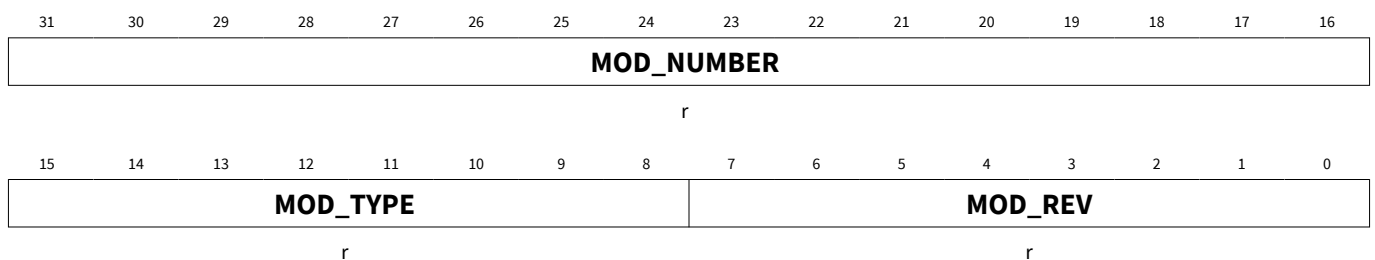 31 30 29 28 27 26 25 24 23 22 21 20 19 18 17 16
MOD_NUMBER
r
15 14 13 12 11 10 9 8 7 6 5 4 3 2 1 0
MOD_TYPE MOD_REV
r r